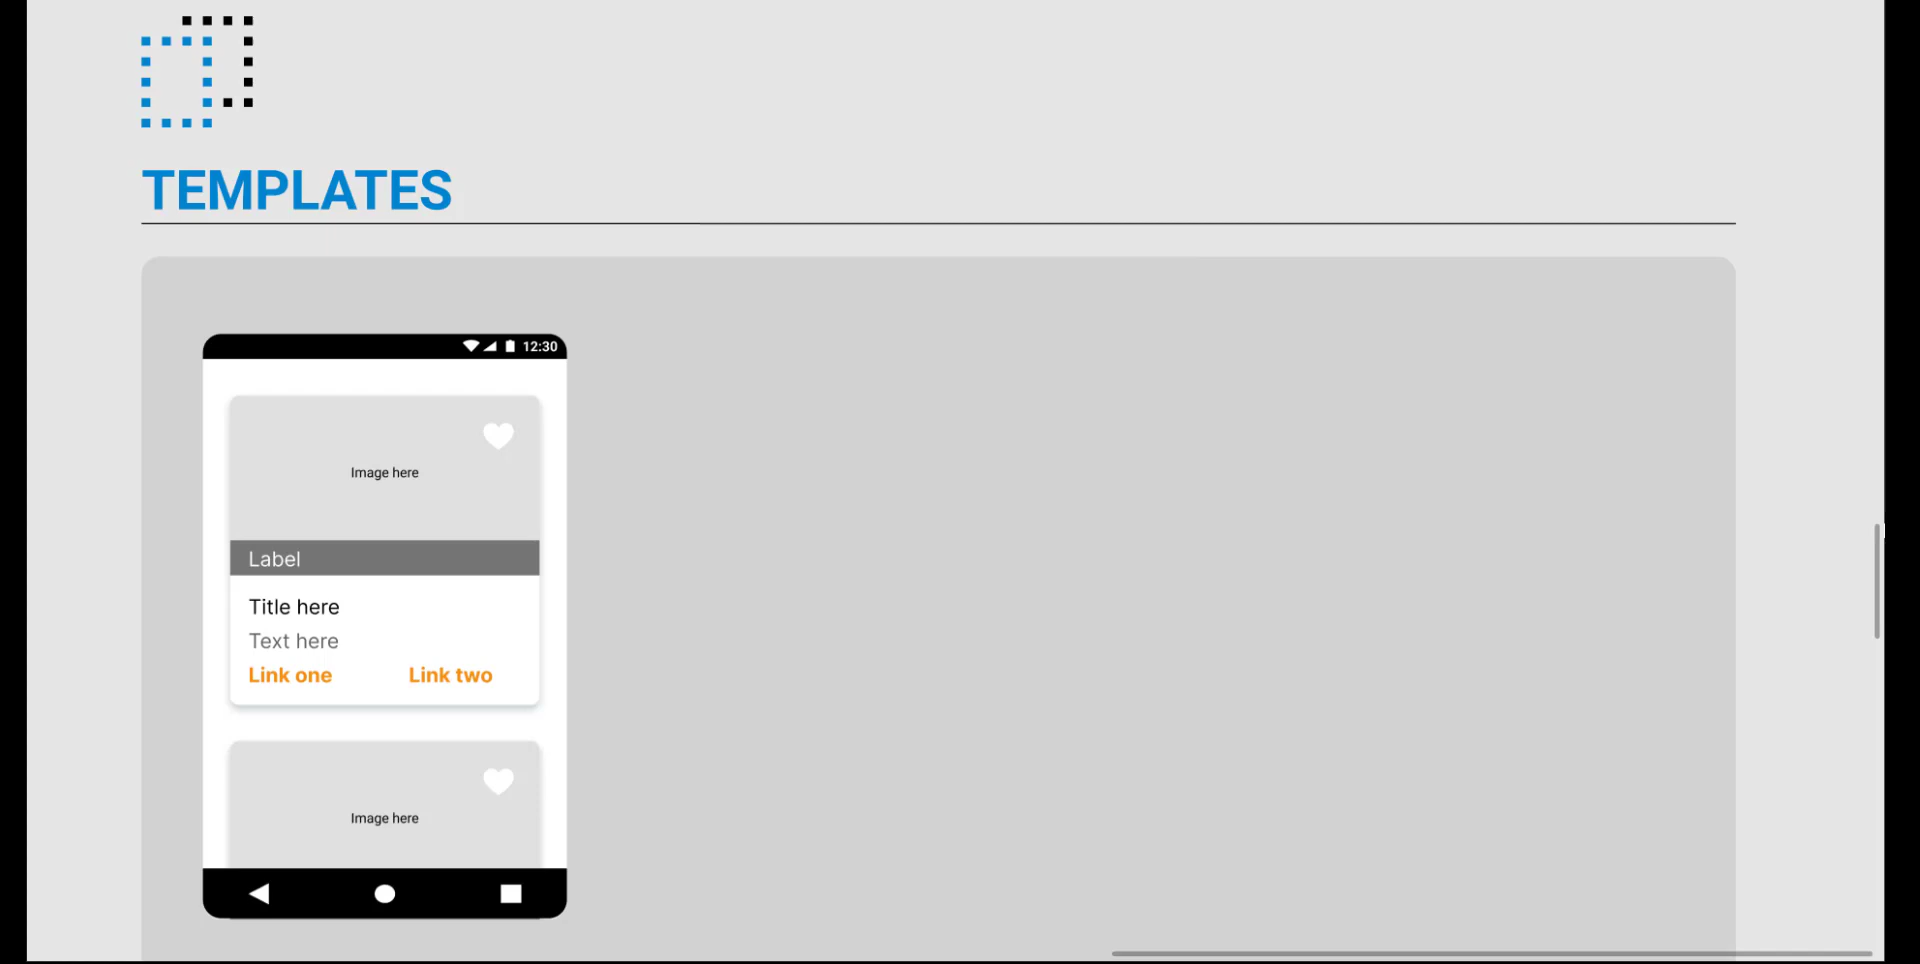 TEMPLATES
12:30
Image here
Label
Title here
Text here
Link one Link two
Image here